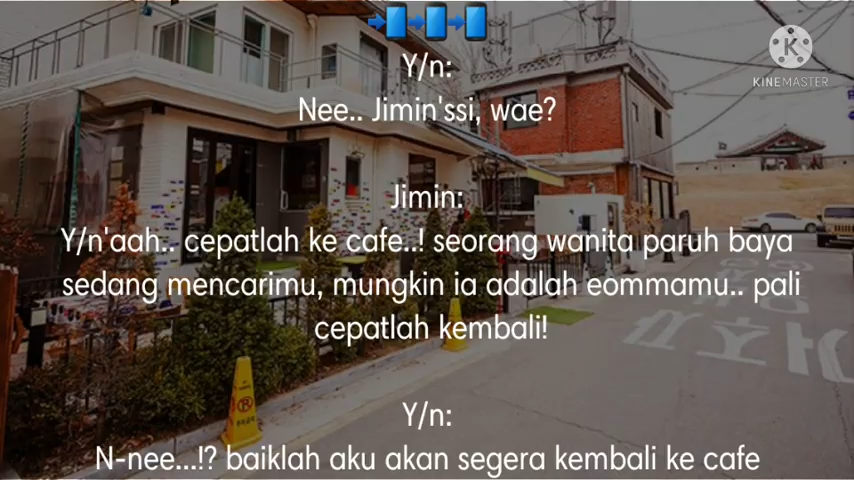 KINEMASTER
Y/n:
Nee.. Jimin'ssi, wae?
Jimin:
Y/n'aah.. cepatlah ke cafe..! seorang wanita paruh baya
sedang mencarimu, mungkin ia adalah eommamu.. pali
cepatlah kembali!
Y/n:
N-nee...!? baiklah aku akan segera kembali ke cafe